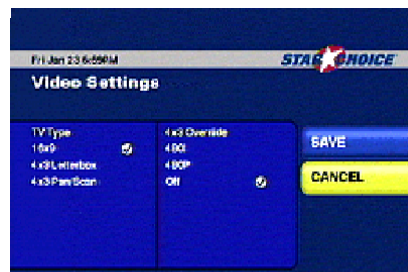 Fri Jan 23 6:59PM
STAR CHOICE
Video Settings
TV Type
16x9
4x3 Letterbox
4x3 Pan/Scan
4x3 Override
480i
480P
Off
SAVE
CANCEL